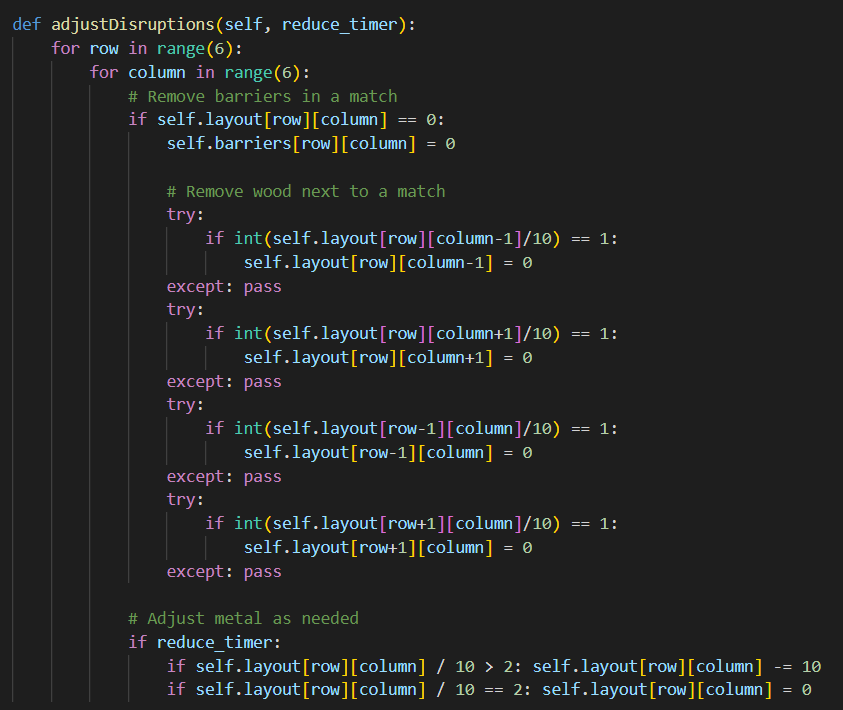 def adjustDisruptions(self, reduce_timer):
    for row in range(6):
        for column in range(6):
            # Remove barriers in a match
            if self.layout[row][column] == 0:
                self.barriers[row][column] = 0

                # Remove wood next to a match
                try:
                    if int(self.layout[row][column-1]/10) == 1:
                        self.layout[row][column-1] = 0
                except: pass
                try:
                    if int(self.layout[row][column+1]/10) == 1:
                        self.layout[row][column+1] = 0
                except: pass
                try:
                    if int(self.layout[row-1][column]/10) == 1:
                        self.layout[row-1][column] = 0
                except: pass
                try:
                    if int(self.layout[row+1][column]/10) == 1:
                        self.layout[row+1][column] = 0
                except: pass

            # Adjust metal as needed
            if reduce_timer:
                if self.layout[row][column] / 10 > 2: self.layout[row][column] -= 10
                if self.layout[row][column] / 10 == 2: self.layout[row][column] = 0